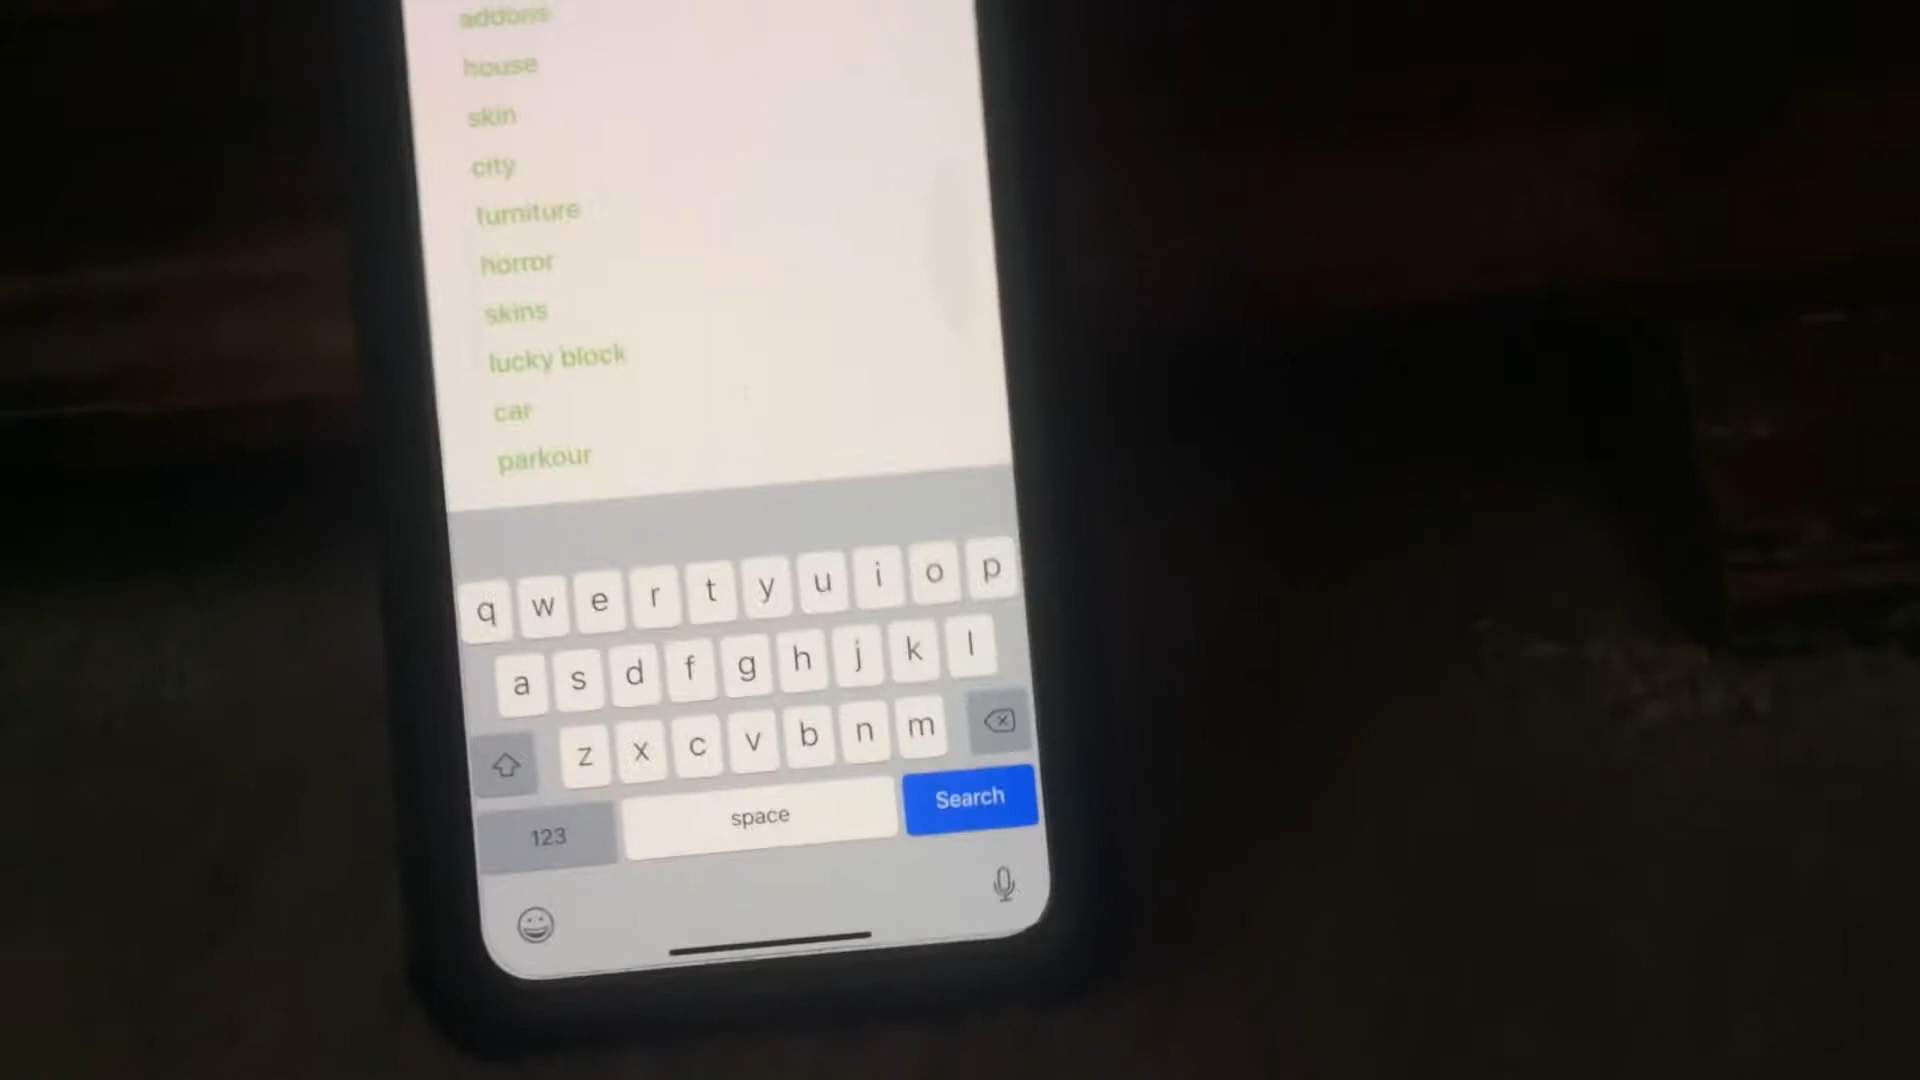 addons
house
skin
city
furniture
horror
skins
lucky block
car
parkour
q w e r t y u i o p
a s d f g h j k l
z x c v b n m
123 space Search